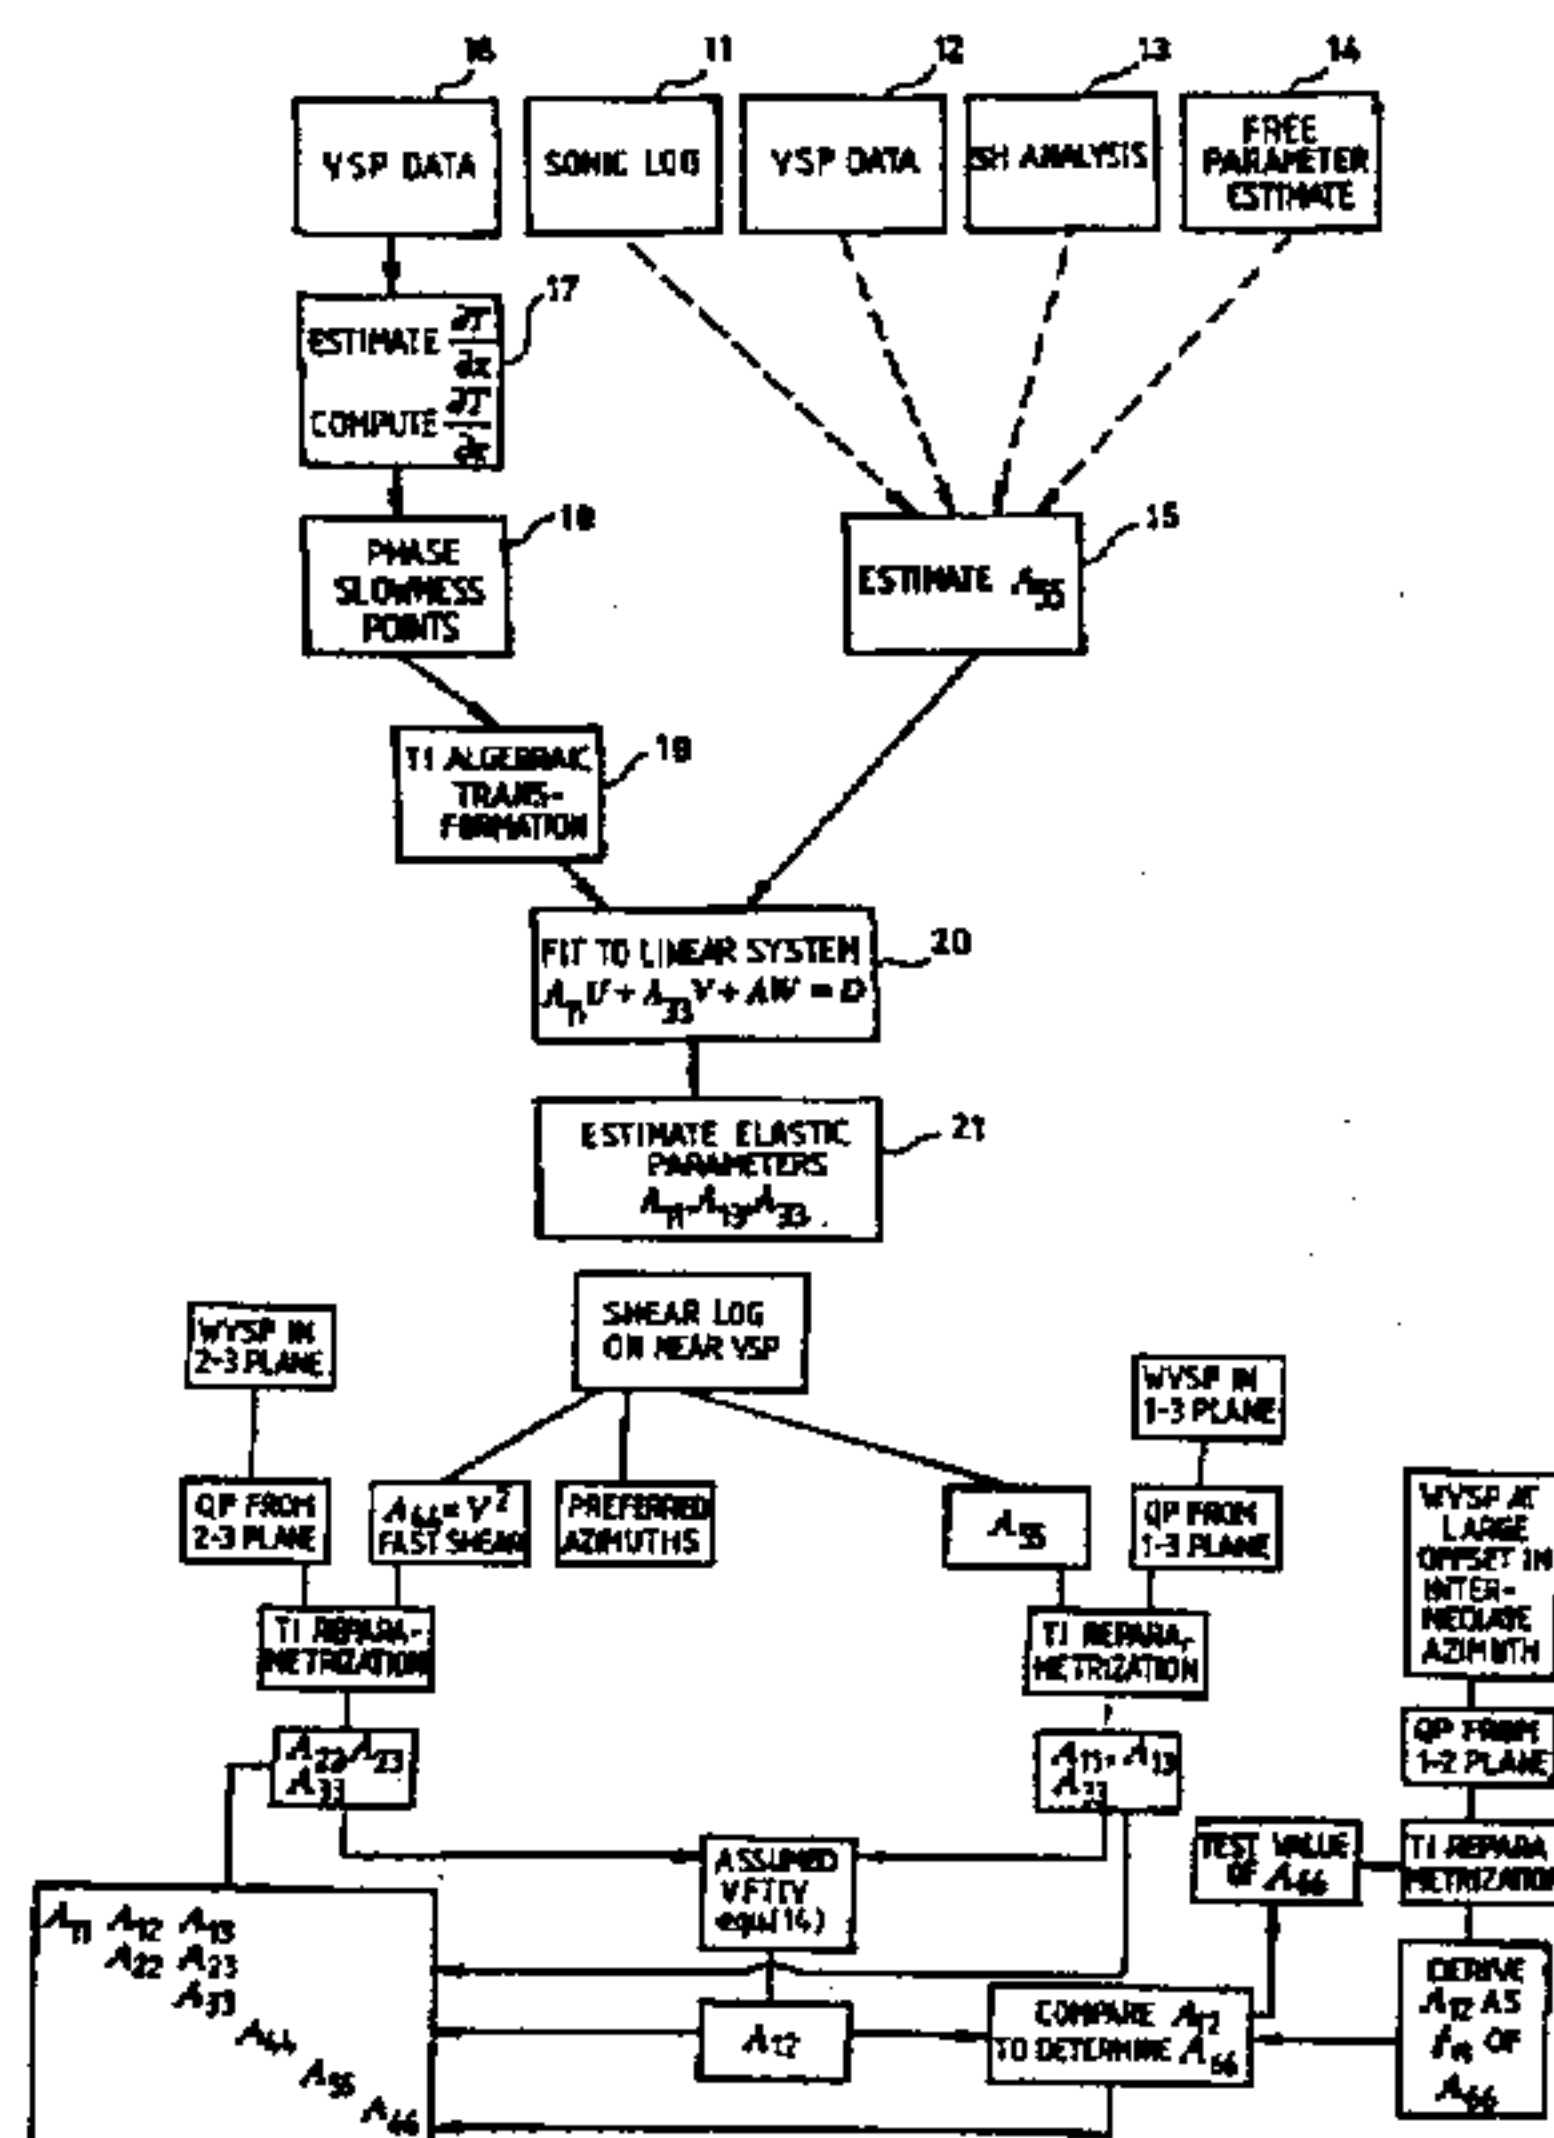 16
11
12
13
14
VSP DATA
SONIC LOG
VSP DATA
SH ANALYSIS
FREE
PARAMETER
ESTIMATE
17
ESTIMATE ∂T/∂x
COMPUTE ∂T/∂z
18
PHASE
SLOWNESS
POINTS
15
ESTIMATE A55
19
TI ALGEBRAIC
TRANS-
FORMATION
20
FIT TO LINEAR SYSTEM
A11U+A33V+AW=D
21
ESTIMATE ELASTIC
PARAMETERS
A11,A13,A33.
SHEAR LOG
ON NEAR VSP
WVSP IN
2-3 PLANE
WVSP IN
1-3 PLANE
QP FROM
2-3 PLANE
A44=V²
FAST SHEAR
PREFERRED
AZIMUTHS
A55
QP FROM
1-3 PLANE
WVSP AT
LARGE
OFFSET IN
INTER-
MEDIATE
AZIMUTH
TI REPARA-
METRIZATION
TI REPARA-
METRIZATION
QP FROM
1-2 PLANE
A22,A23
A33
A11,A13
A33
ASSUMED
VFTIV
equ(14)
TEST VALUE
OF A66
TI REPARA
METRIZATION
A11 A12 A13
A22 A23
A33
A44
A55
A66
A12
COMPARE A12
TO DETERMINE A66
DERIVE
A12 AS
fn OF
A66